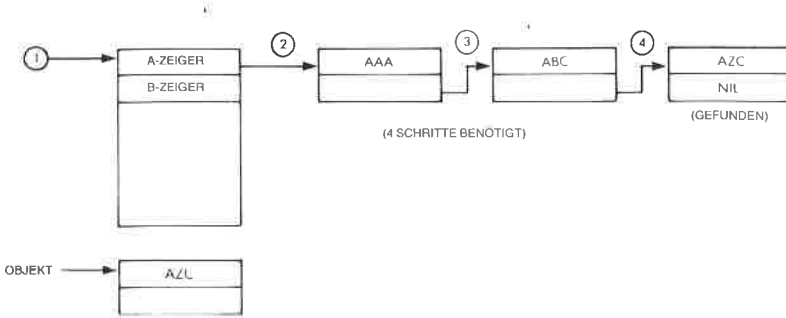 1
A-ZEIGER
B-ZEIGER
2
AAA
3
ABC
4
AZC
NIL
(GEFUNDEN)
(4 SCHRITTE BENÖTIGT)
OBJEKT
AZC